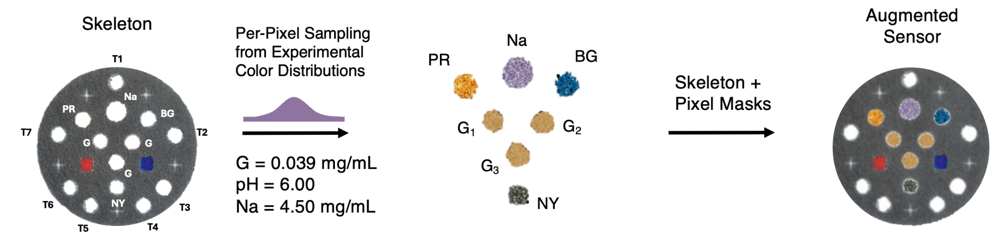 Skeleton
T1
Na
PR
BG
T7
T2
G
G
G
T6
NY
T3
T5
T4
Per-Pixel Sampling
from Experimental
Color Distributions
G = 0.039 mg/mL
pH = 6.00
Na = 4.50 mg/mL
Na
PR
BG
G₁
G₂
G₃
NY
Skeleton +
Pixel Masks
Augmented
Sensor